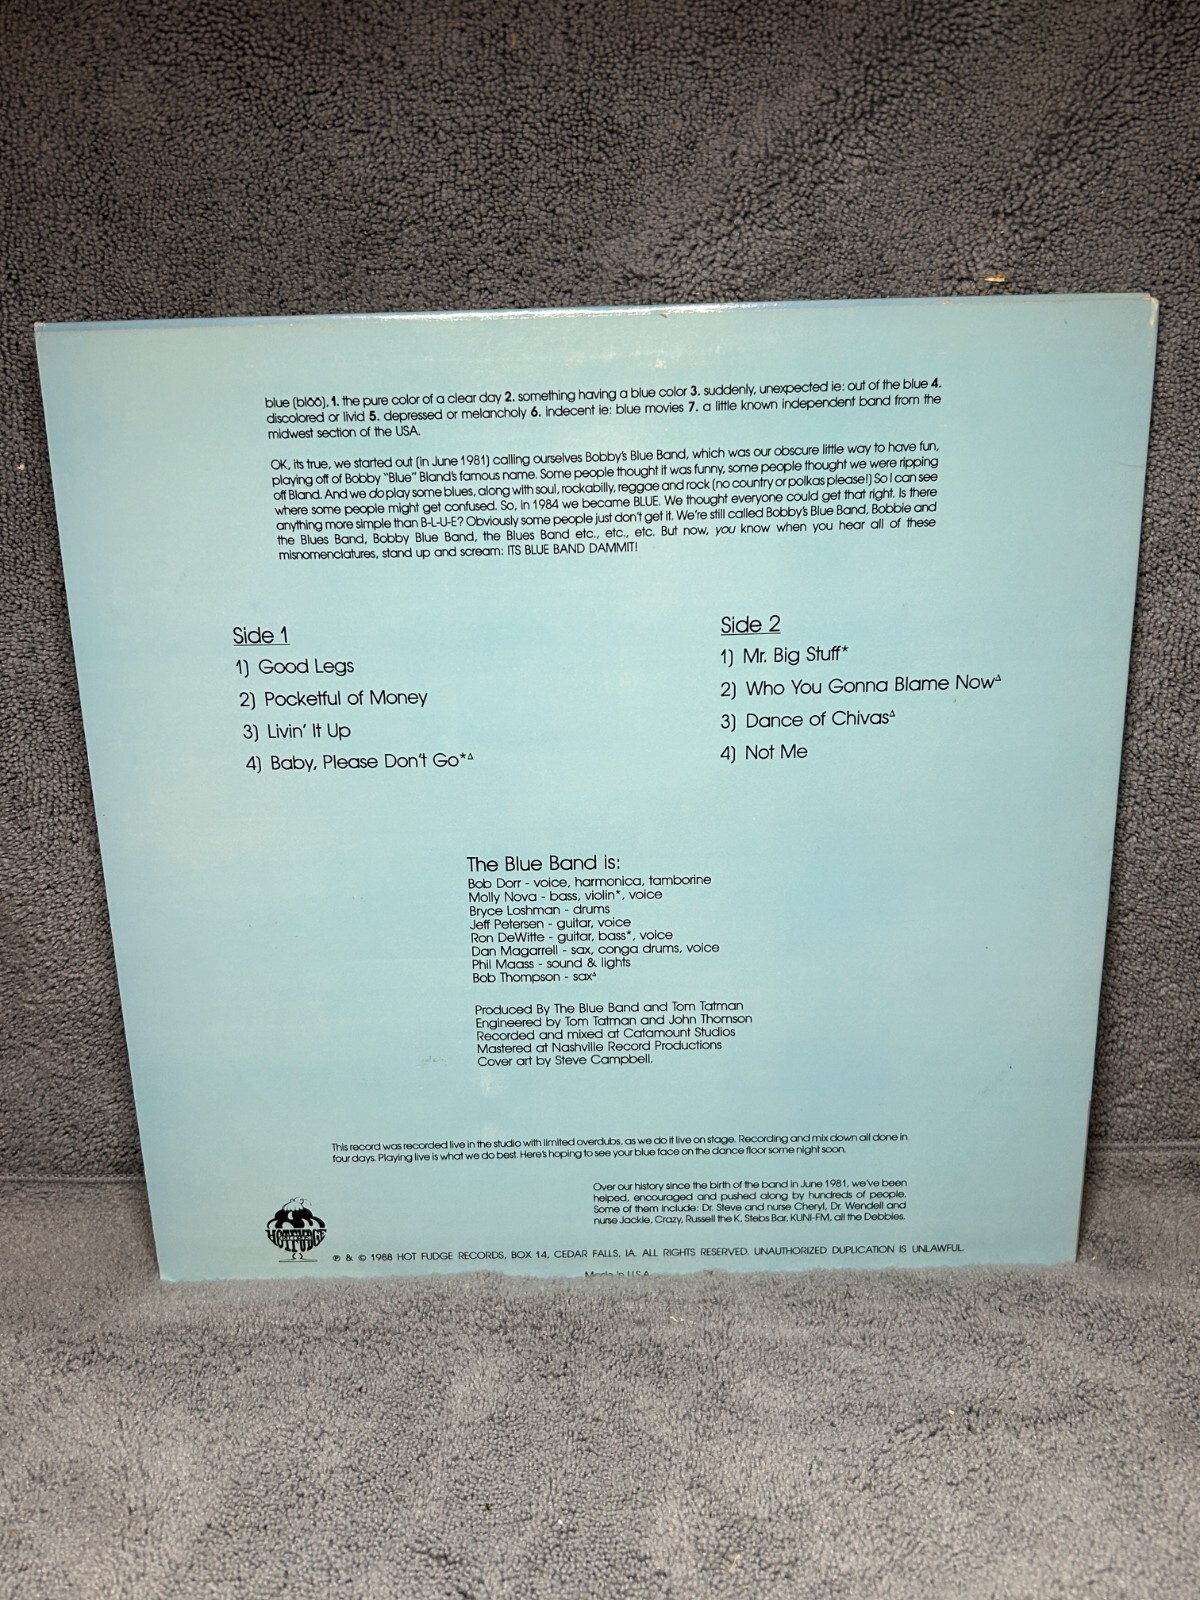 blue (blōō), 1. the pure color of a clear day 2. something having a blue color 3. suddenly, unexpected ie: out of the blue 4.
discolored or livid 5. depressed or melancholy 6. indecent ie: blue movies 7. a little known independent band from the
midwest section of the USA.
OK, its true, we started out (in June 1981) calling ourselves Bobby's Blue Band, which was our obscure little way to have fun,
playing off of Bobby "Blue" Bland's famous name. Some people thought it was funny, some people thought we were ripping
off Bland. And we do play some blues, along with soul, rockabilly, reggae and rock (no country or polkas please!) So I can see
where some people might get confused. So, in 1984 we became BLUE. We thought everyone could get that right. Is there
anything more simple than B-L-U-E? Obviously some people just don't get it. We're still called Bobby's Blue Band, Bobbie and
the Blues Band, Bobby Blue Band, the Blues Band etc., etc., etc. But now, you know when you hear all of these
misnomenclatures, stand up and scream: ITS BLUE BAND DAMMIT!
Side 1
1) Good Legs
2) Pocketful of Money
3) Livin' It Up
4) Baby, Please Don't Go*Δ
Side 2
1) Mr. Big Stuff*
2) Who You Gonna Blame NowΔ
3) Dance of ChivasΔ
4) Not Me
The Blue Band is:
Bob Dorr - voice, harmonica, tamborine
Molly Nova - bass, violin*, voice
Bryce Loshman - drums
Jeff Petersen - guitar, voice
Ron DeWitte - guitar, bass*, voice
Dan Magarrell - sax, conga drums, voice
Phil Maass - sound & lights
Bob Thompson - saxΔ
Produced By The Blue Band and Tom Tatman
Engineered by Tom Tatman and John Thomson
Recorded and mixed at Catamount Studios
Mastered at Nashville Record Productions
Cover art by Steve Campbell.
This record was recorded live in the studio with limited overdubs, as we do it live on stage. Recording and mix down all done in
four days. Playing live is what we do best. Here's hoping to see your blue face on the dance floor some night soon.
Over our history since the birth of the band in June 1981, we've been
helped, encouraged and pushed along by hundreds of people.
Some of them include: Dr. Steve and nurse Cheryl, Dr. Wendell and
nurse Jackie, Crazy, Russell the K, Stebs Bar, KUNI-FM, all the Debbies.
HOT FUDGE
℗ & © 1988 HOT FUDGE RECORDS, BOX 14, CEDAR FALLS, IA. ALL RIGHTS RESERVED. UNAUTHORIZED DUPLICATION IS UNLAWFUL.
Made in U.S.A.